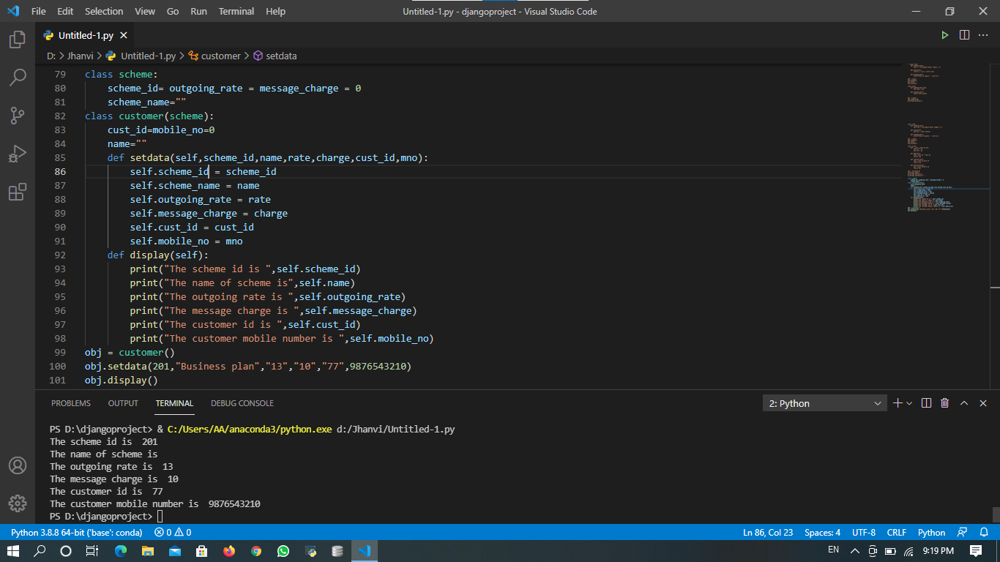 File Edit Selection View Go Run Terminal Help Untitled-1.py - djangoproject - Visual Studio Code
Untitled-1.py
D: > Jhanvi > Untitled-1.py > customer > setdata
79 class scheme:
80 scheme_id= outgoing_rate = message_charge = 0
81 scheme_name=""
82 class customer(scheme):
83 cust_id=mobile_no=0
84 name=""
85 def setdata(self,scheme_id,name,rate,charge,cust_id,mno):
86 self.scheme_id = scheme_id
87 self.scheme_name = name
88 self.outgoing_rate = rate
89 self.message_charge = charge
90 self.cust_id = cust_id
91 self.mobile_no = mno
92 def display(self):
93 print("The scheme id is ",self.scheme_id)
94 print("The name of scheme is",self.name)
95 print("The outgoing rate is ",self.outgoing_rate)
96 print("The message charge is ",self.message_charge)
97 print("The customer id is ",self.cust_id)
98 print("The customer mobile number is ",self.mobile_no)
99 obj = customer()
100 obj.setdata(201,"Business plan","13","10","77",9876543210)
101 obj.display()
PROBLEMS OUTPUT TERMINAL DEBUG CONSOLE 2: Python
PS D:\djangoproject> & C:/Users/AA/anaconda3/python.exe d:/Jhanvi/Untitled-1.py
The scheme id is  201
The name of scheme is
The outgoing rate is  13
The message charge is  10
The customer id is  77
The customer mobile number is  9876543210
PS D:\djangoproject>
Python 3.8.8 64-bit ('base': conda) 0 0 Ln 86, Col 23 Spaces: 4 UTF-8 CRLF Python
EN 9:19 PM